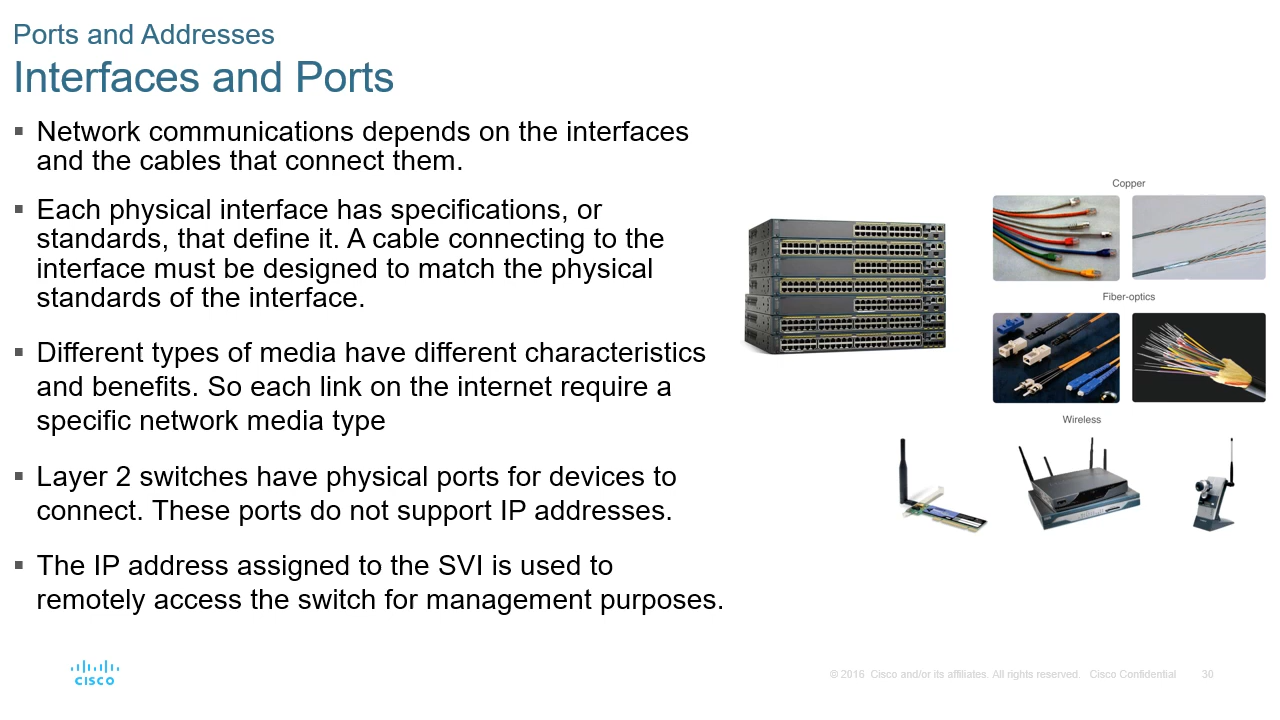 Ports and Addresses
Interfaces and Ports
▪ Network communications depends on the interfaces
and the cables that connect them.
▪ Each physical interface has specifications, or
standards, that define it. A cable connecting to the
interface must be designed to match the physical
standards of the interface.
▪ Different types of media have different characteristics
and benefits. So each link on the internet require a
specific network media type
▪ Layer 2 switches have physical ports for devices to
connect. These ports do not support IP addresses.
▪ The IP address assigned to the SVI is used to
remotely access the switch for management purposes.
Copper
Fiber-optics
Wireless
CISCO
© 2016 Cisco and/or its affiliates. All rights reserved. Cisco Confidential 30